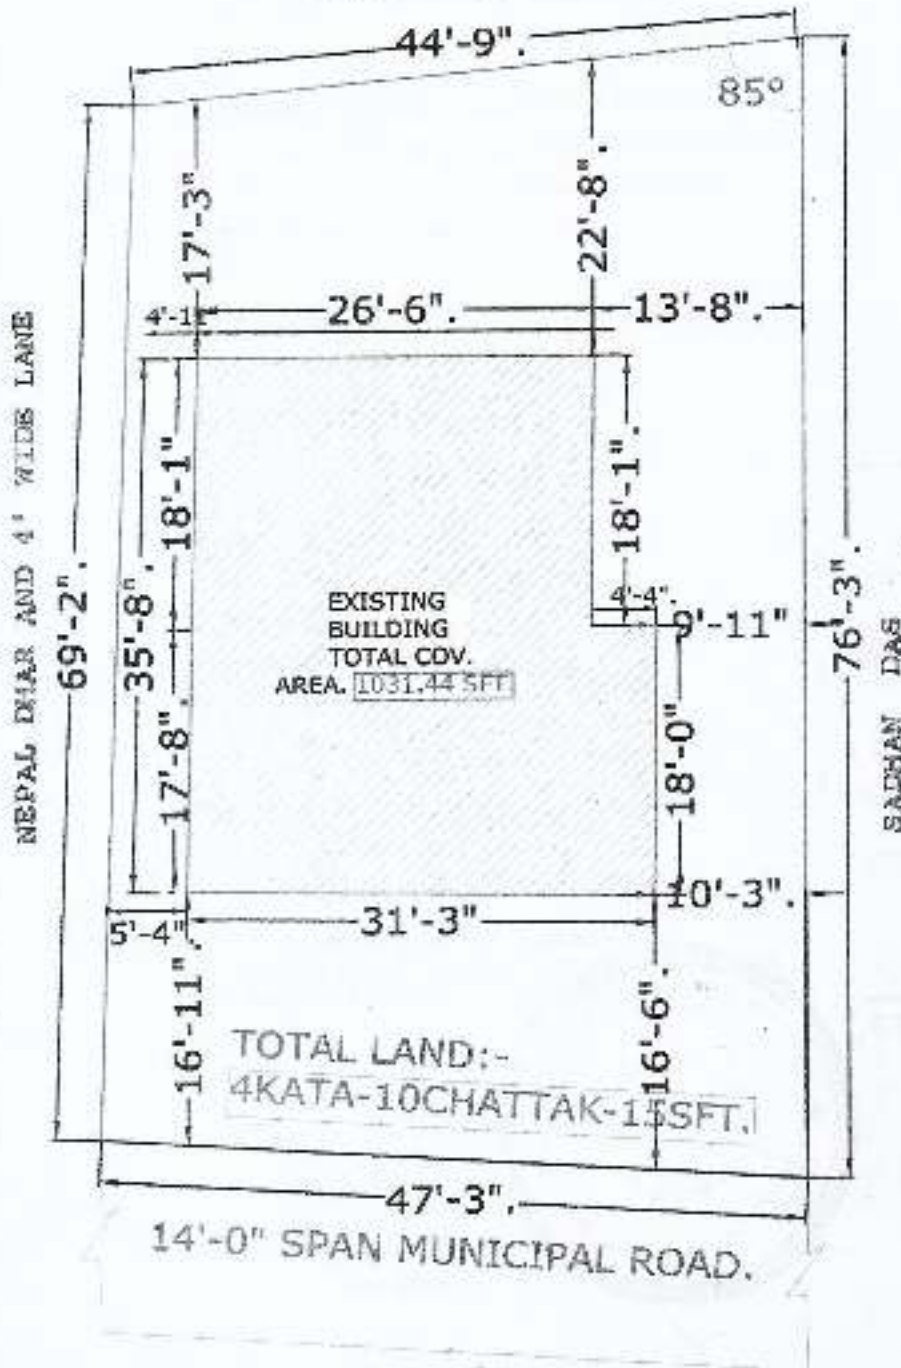 44'-9".
85°
17'-3"
22'-8".
26'-6".
13'-8".
NEPAL DHAR AND 4' WIDE LANE
69'-2".
35'-8".
18'-1"
18'-1".
4'-4".
9'-11"
76'-3".
SADHAN DAS
EXISTING
BUILDING
TOTAL COV.
AREA. 1031.44 SFT
17'-8".
18'-0"
10'-3".
5'-4"
31'-3"
16'-11".
16'-6".
TOTAL LAND:-
4KATA-10CHATTAK-15SFT.
47'-3".
14'-0" SPAN MUNICIPAL ROAD.